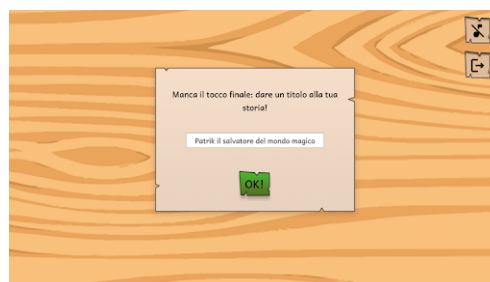 Manca il tocco finale: dare un titolo alla tua
storia!
Patrik il salvatore del mondo magico
OK!